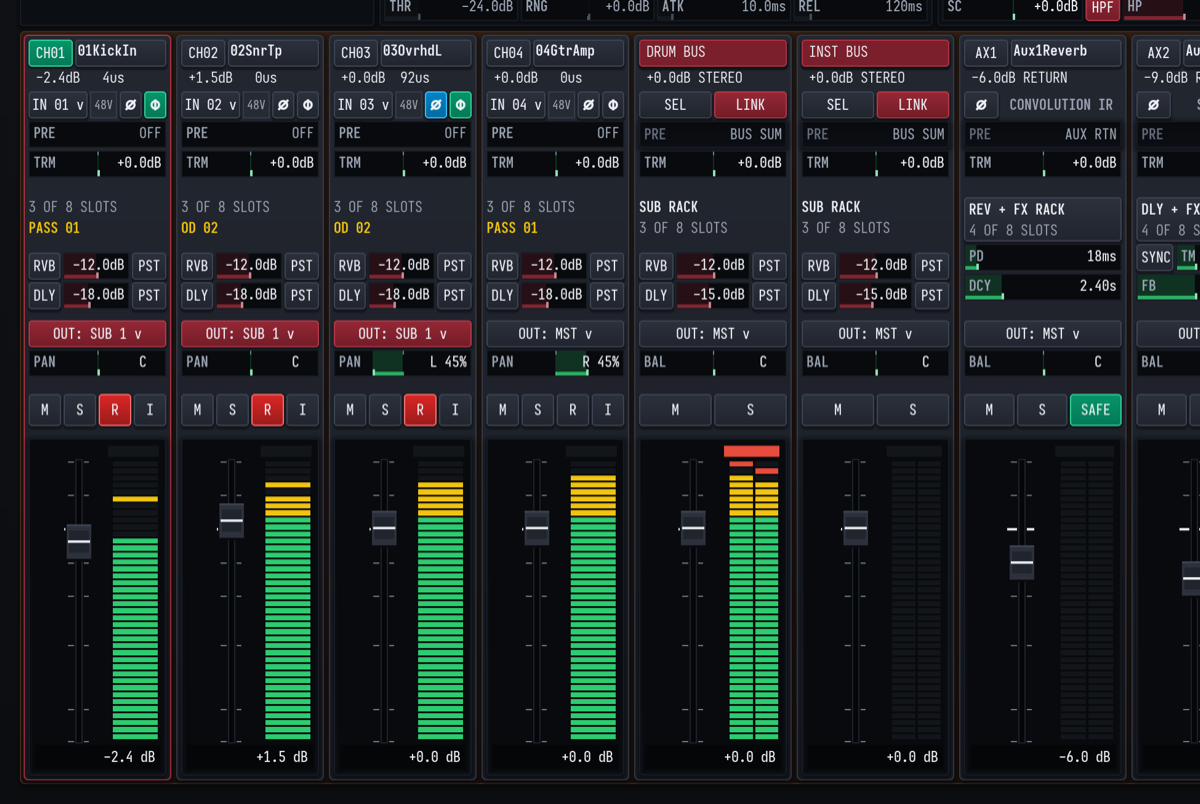 THR -24.0dB RNG +0.0dB ATK 10.0ms REL 120ms SC +0.0dB HPF HP
CH01 01KickIn CH02 02SnrTp CH03 03OvrhdL CH04 04GtrAmp DRUM BUS INST BUS AX1 Aux1Reverb AX2
-2.4dB 4us +1.5dB 0us +0.0dB 92us +0.0dB 0us +0.0dB STEREO +0.0dB STEREO -6.0dB RETURN -9.0dB R
IN 01 v 48V ø Φ IN 02 v 48V ø Φ IN 03 v 48V ø Φ IN 04 v 48V ø Φ SEL LINK SEL LINK ø CONVOLUTION IR ø
PRE OFF PRE OFF PRE OFF PRE OFF PRE BUS SUM PRE BUS SUM PRE AUX RTN PRE
TRM +0.0dB TRM +0.0dB TRM +0.0dB TRM +0.0dB TRM +0.0dB TRM +0.0dB TRM +0.0dB TRM
3 OF 8 SLOTS 3 OF 8 SLOTS 3 OF 8 SLOTS 3 OF 8 SLOTS SUB RACK SUB RACK REV + FX RACK DLY + FX
PASS 01 OD 02 OD 02 PASS 01 3 OF 8 SLOTS 3 OF 8 SLOTS 4 OF 8 SLOTS 4 OF 8 S
RVB -12.0dB PST RVB -12.0dB PST RVB -12.0dB PST RVB -12.0dB PST RVB -12.0dB PST RVB -12.0dB PST PD 18ms SYNC TM
DLY -18.0dB PST DLY -18.0dB PST DLY -18.0dB PST DLY -18.0dB PST DLY -15.0dB PST DLY -15.0dB PST DCY 2.40s FB
OUT: SUB 1 v OUT: SUB 1 v OUT: SUB 1 v OUT: MST v OUT: MST v OUT: MST v OUT: MST v OUT
PAN C PAN C PAN L 45% PAN R 45% BAL C BAL C BAL C BAL
M S R I M S R I M S R I M S R I M S M S M S SAFE M
-2.4 dB +1.5 dB +0.0 dB +0.0 dB +0.0 dB +0.0 dB -6.0 dB